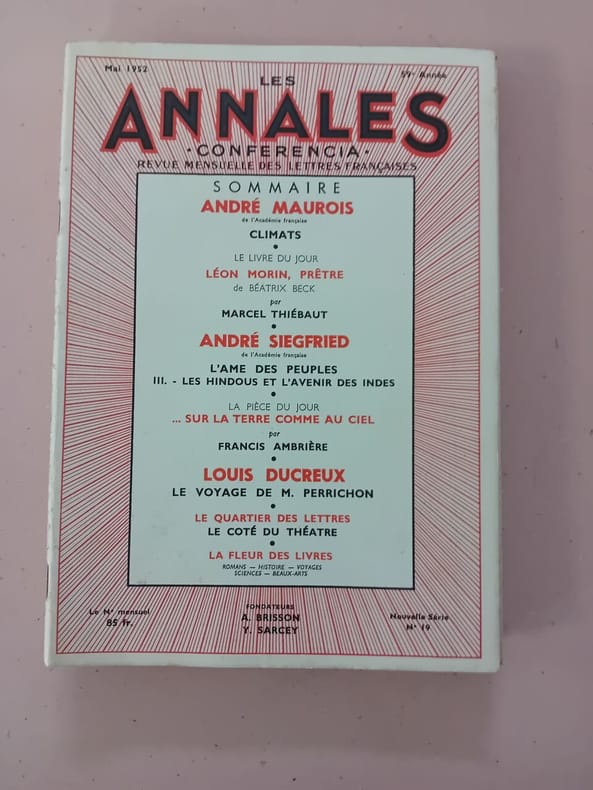 Mai 1952
59e Année
LES
ANNALES
·CONFERENCIA·
REVUE MENSUELLE DES LETTRES FRANÇAISES
SOMMAIRE
ANDRÉ MAUROIS
de l'Académie française
CLIMATS
•
LE LIVRE DU JOUR
LÉON MORIN, PRÊTRE
de BÉATRIX BECK
par
MARCEL THIÉBAUT
•
ANDRÉ SIEGFRIED
de l'Académie française
L'AME DES PEUPLES
III. - LES HINDOUS ET L'AVENIR DES INDES
•
LA PIÈCE DU JOUR
... SUR LA TERRE COMME AU CIEL
par
FRANCIS AMBRIÈRE
•
LOUIS DUCREUX
LE VOYAGE DE M. PERRICHON
•
LE QUARTIER DES LETTRES
LE COTÉ DU THÉATRE
•
LA FLEUR DES LIVRES
ROMANS — HISTOIRE — VOYAGES
SCIENCES — BEAUX-ARTS
Le N° mensuel
85 fr.
FONDATEURS
A. BRISSON
Y. SARCEY
Nouvelle Série
N° 19